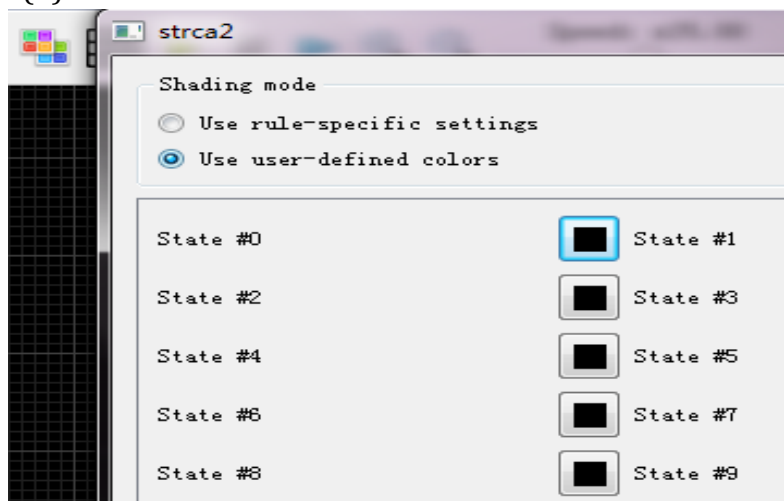 strca2
Shading mode
Use rule-specific settings
Use user-defined colors
State #0 State #1
State #2 State #3
State #4 State #5
State #6 State #7
State #8 State #9